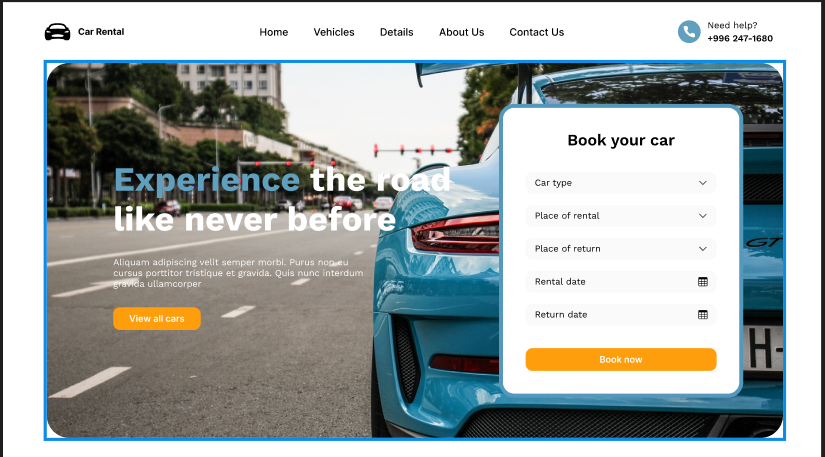 Car Rental
Home
Vehicles
Details
About Us
Contact Us
Need help?
+996 247-1680
Experience the road
like never before
Aliquam adipiscing velit semper morbi. Purus non eu
cursus porttitor tristique et gravida. Quis nunc interdum
gravida ullamcorper
View all cars
Book your car
Car type
Place of rental
Place of return
Rental date
Return date
Book now
GT
H